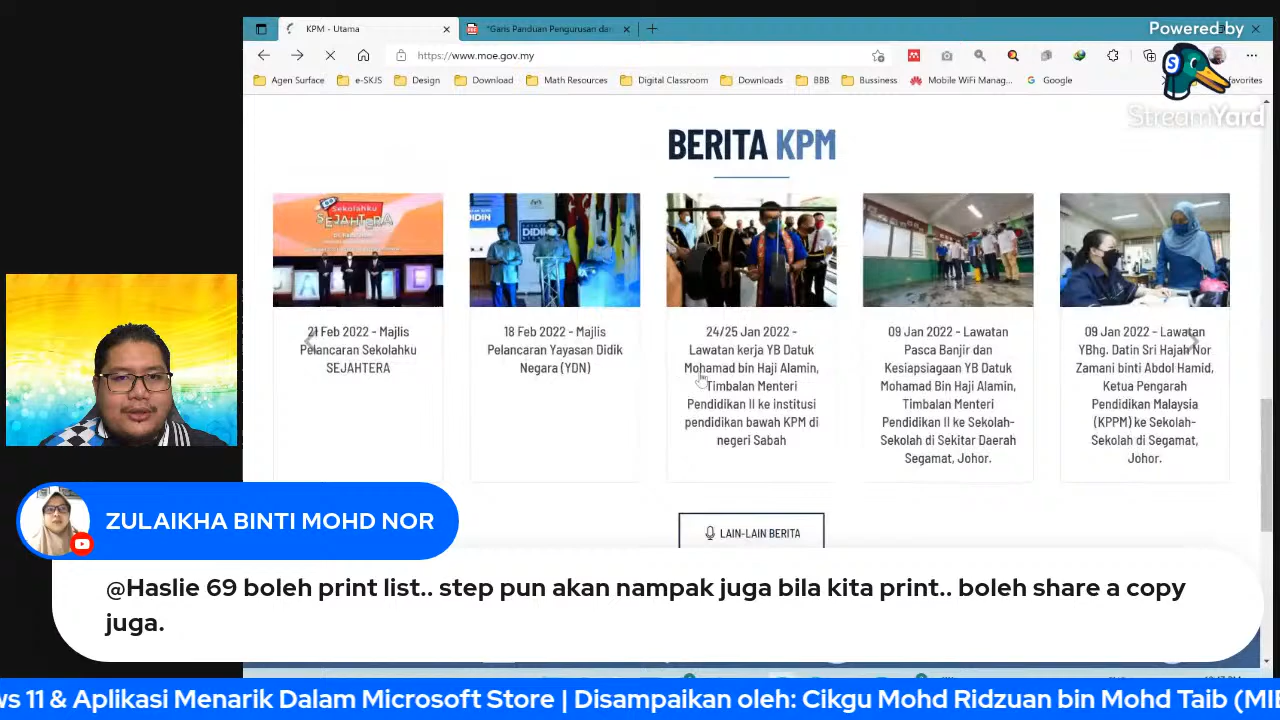 KPM - Utama
"Garis Panduan Pengurusan dan
Powered by
https://www.moe.gov.my
Agen Surface
e-SKJS
Design
Download
Math Resources
Digital Classroom
Downloads
BBB
Bussiness
Mobile WiFi Manag...
Google
favorites
StreamYard
BERITA KPM
Sekolahku
SEJAHTERA
DIDIK
21 Feb 2022 - Majlis
Pelancaran Sekolahku
SEJAHTERA
18 Feb 2022 - Majlis
Pelancaran Yayasan Didik
Negara (YDN)
24/25 Jan 2022 -
Lawatan kerja YB Datuk
Mohamad bin Haji Alamin,
Timbalan Menteri
Pendidikan II ke institusi
pendidikan bawah KPM di
negeri Sabah
09 Jan 2022 - Lawatan
Pasca Banjir dan
Kesiapsiagaan YB Datuk
Mohamad Bin Haji Alamin,
Timbalan Menteri
Pendidikan II ke Sekolah-
Sekolah di Sekitar Daerah
Segamat, Johor.
09 Jan 2022 - Lawatan
YBhg. Datin Sri Hajah Nor
Zamani binti Abdol Hamid,
Ketua Pengarah
Pendidikan Malaysia
(KPPM) ke Sekolah-
Sekolah di Segamat,
Johor.
LAIN-LAIN BERITA
ZULAIKHA BINTI MOHD NOR
@Haslie 69 boleh print list.. step pun akan nampak juga bila kita print.. boleh share a copy
juga.
ws 11 & Aplikasi Menarik Dalam Microsoft Store | Disampaikan oleh: Cikgu Mohd Ridzuan bin Mohd Taib (MIE